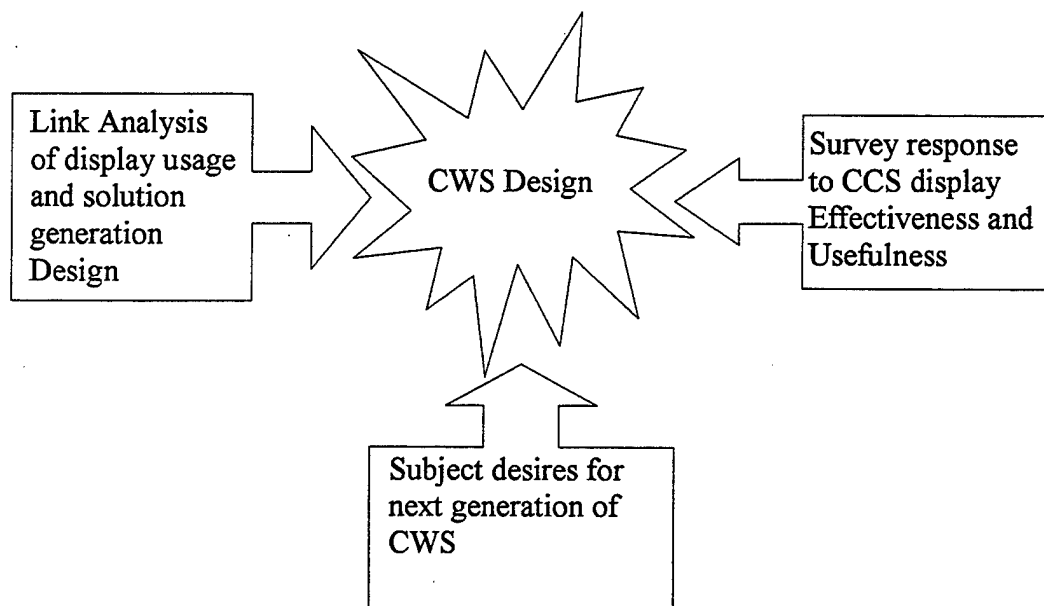 Link Analysis
of display usage
and solution
generation
Design
CWS Design
Survey response
to CCS display
Effectiveness and
Usefulness
Subject desires for
next generation of
CWS